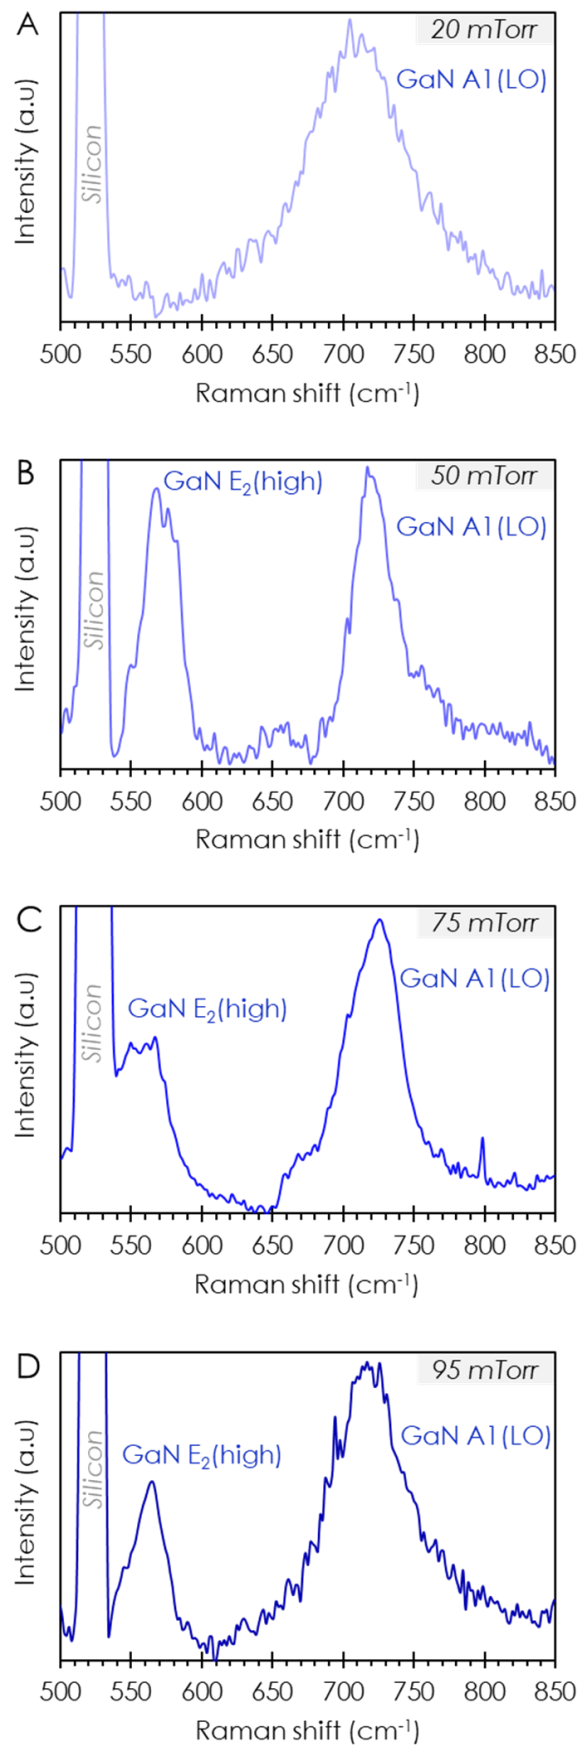 A
20 mTorr
GaN A1(LO)
Silicon
Intensity (a.u)
500 550 600 650 700 750 800 850
Raman shift (cm⁻¹)
B
GaN E₂(high)
50 mTorr
GaN A1(LO)
Silicon
Intensity (a.u)
500 550 600 650 700 750 800 850
Raman shift (cm⁻¹)
C
75 mTorr
GaN A1(LO)
GaN E₂(high)
Silicon
Intensity (a.u)
500 550 600 650 700 750 800 850
Raman shift (cm⁻¹)
D
95 mTorr
GaN A1(LO)
GaN E₂(high)
Silicon
Intensity (a.u)
500 550 600 650 700 750 800 850
Raman shift (cm⁻¹)